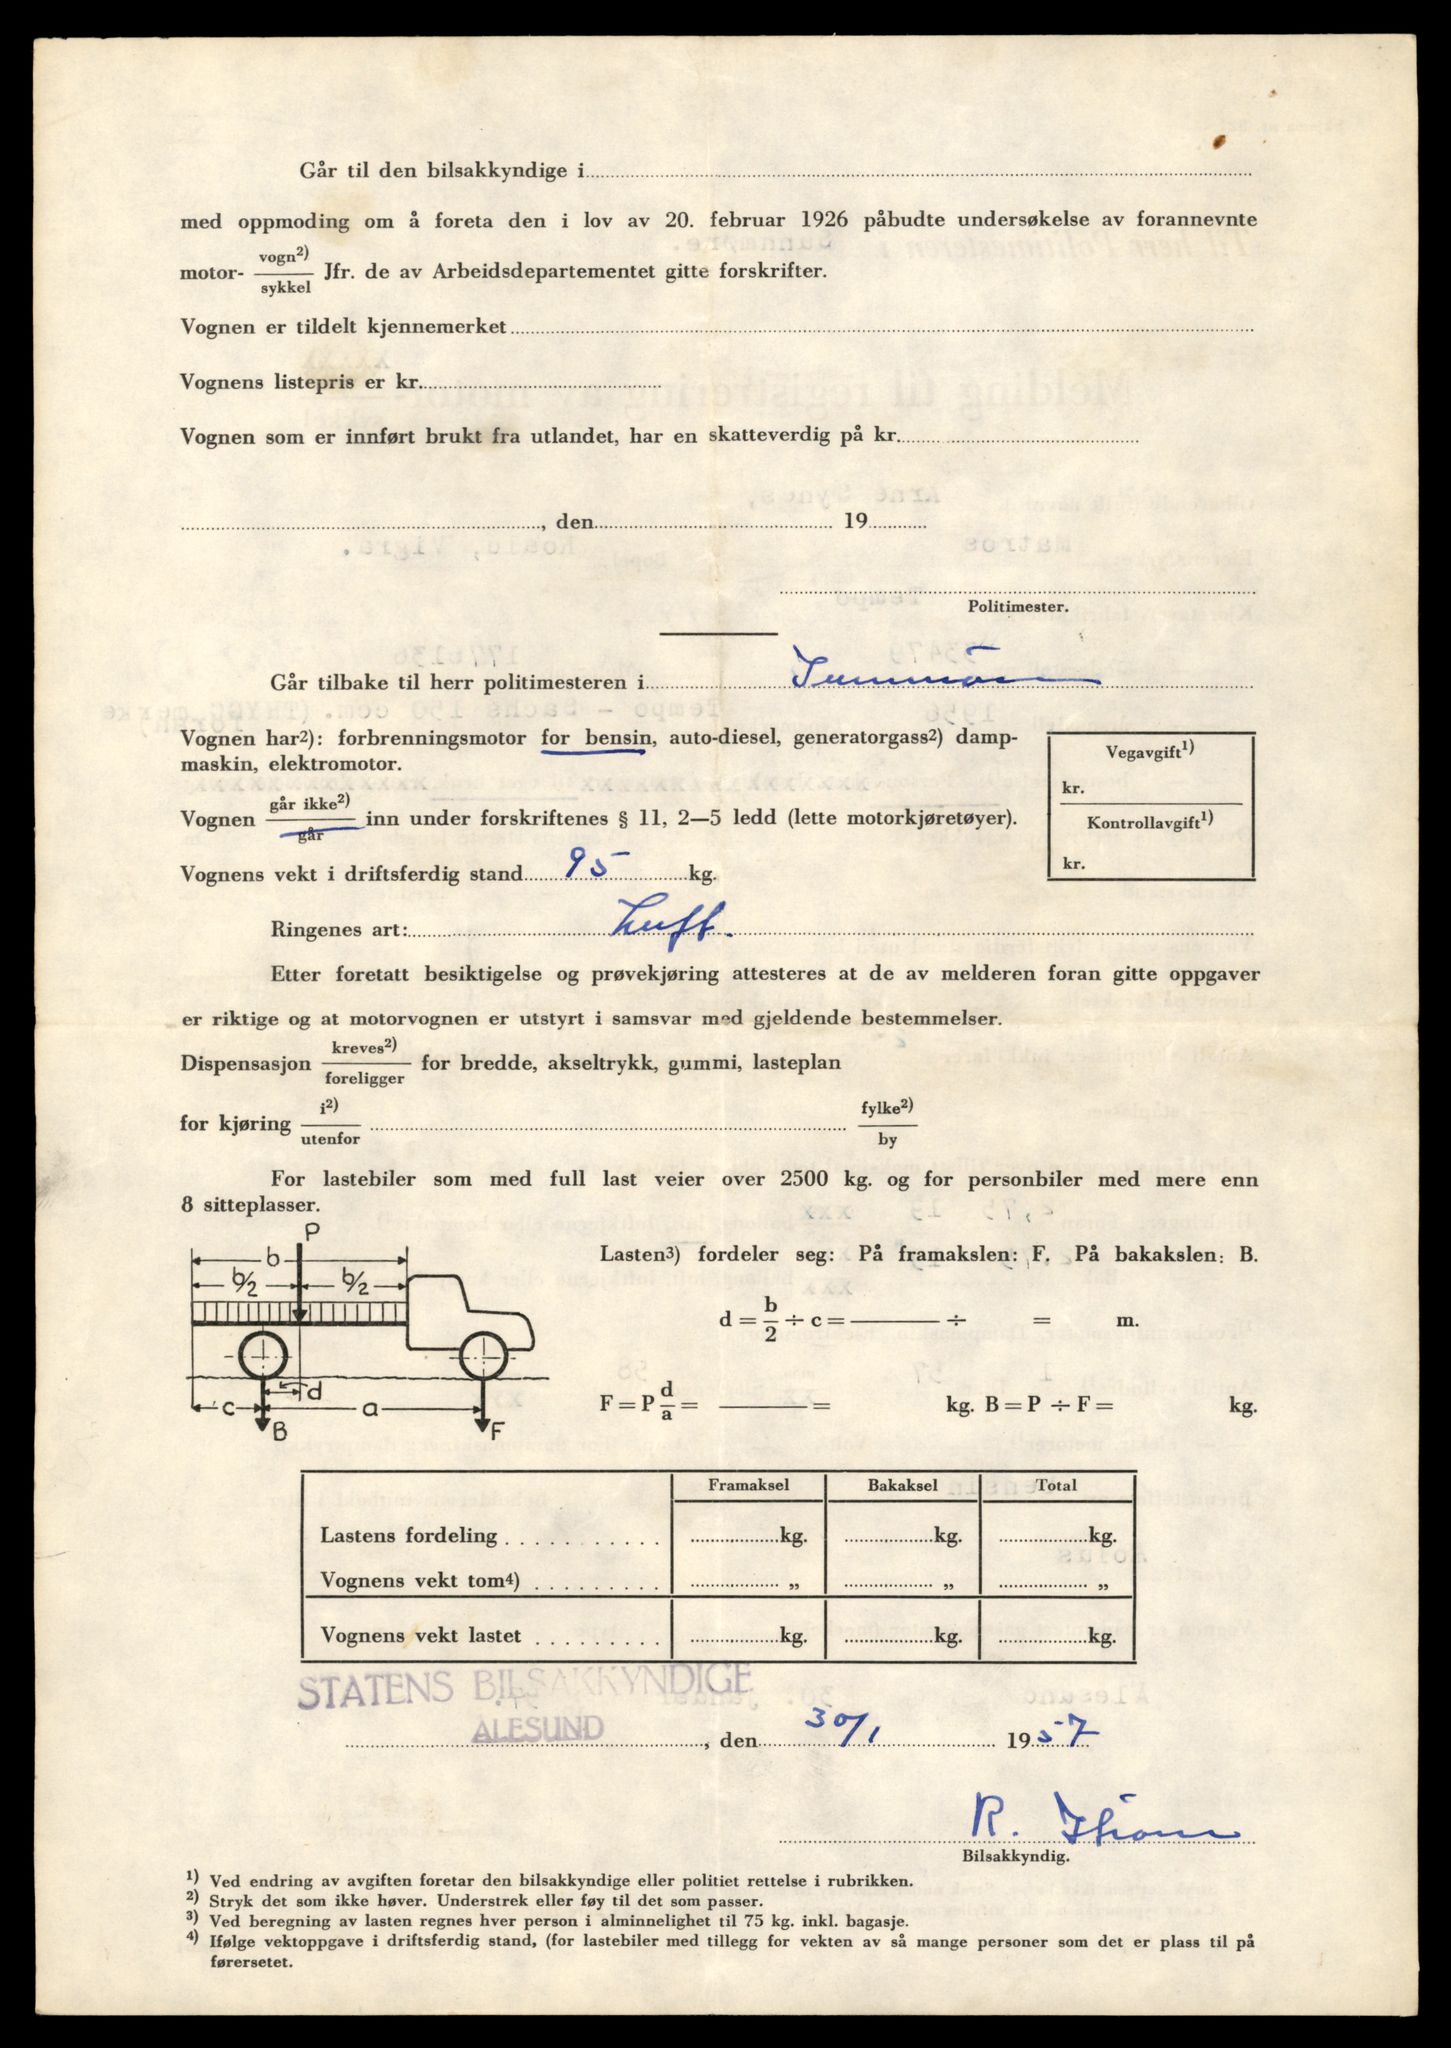 Går til den bilsakkyndige i
med oppmoding om å foreta den i lov av 20. februar 1926 påbudte undersøkelse av forannevnte
motor- vogn2) / sykkel Jfr. de av Arbeidsdepartementet gitte forskrifter.
Vognen er tildelt kjennemerket
Vognens listepris er kr.
Vognen som er innført brukt fra utlandet, har en skatteverdig på kr.
, den 19
Politimester.
Går tilbake til herr politimesteren i Sunnmøre
Vognen har2): forbrenningsmotor for bensin, auto-diesel, generatorgass2) damp-
maskin, elektromotor.
Vegavgift1)
kr.
Kontrollavgift1)
kr.
Vognen går ikke2) / går inn under forskriftenes § 11, 2—5 ledd (lette motorkjøretøyer).
Vognens vekt i driftsferdig stand 95 kg.
Ringenes art: Luft.
Etter foretatt besiktigelse og prøvekjøring attesteres at de av melderen foran gitte oppgaver
er riktige og at motorvognen er utstyrt i samsvar med gjeldende bestemmelser.
Dispensasjon kreves2) / foreligger for bredde, akseltrykk, gummi, lasteplan
for kjøring i2) / utenfor fylke2) / by
For lastebiler som med full last veier over 2500 kg. og for personbiler med mere enn
8 sitteplasser.
P
b
b/2 b/2
d
c a
B F
Lasten3) fordeler seg: På framakslen: F. På bakakslen: B.
d = b/2 ÷ c = ÷ = m.
F = P d/a = = kg. B = P ÷ F = kg.
Framaksel Bakaksel Total
Lastens fordeling kg. kg. kg.
Vognens vekt tom4) „ „ „
Vognens vekt lastet kg. kg. kg.
STATENS BILSAKKYNDIGE
ÅLESUND
, den 30/1 1957
R.
Bilsakkyndig.
1) Ved endring av avgiften foretar den bilsakkyndige eller politiet rettelse i rubrikken.
2) Stryk det som ikke høver. Understrek eller føy til det som passer.
3) Ved beregning av lasten regnes hver person i alminnelighet til 75 kg. inkl. bagasje.
4) Ifølge vektoppgave i driftsferdig stand, (for lastebiler med tillegg for vekten av så mange personer som det er plass til på
førersetet.